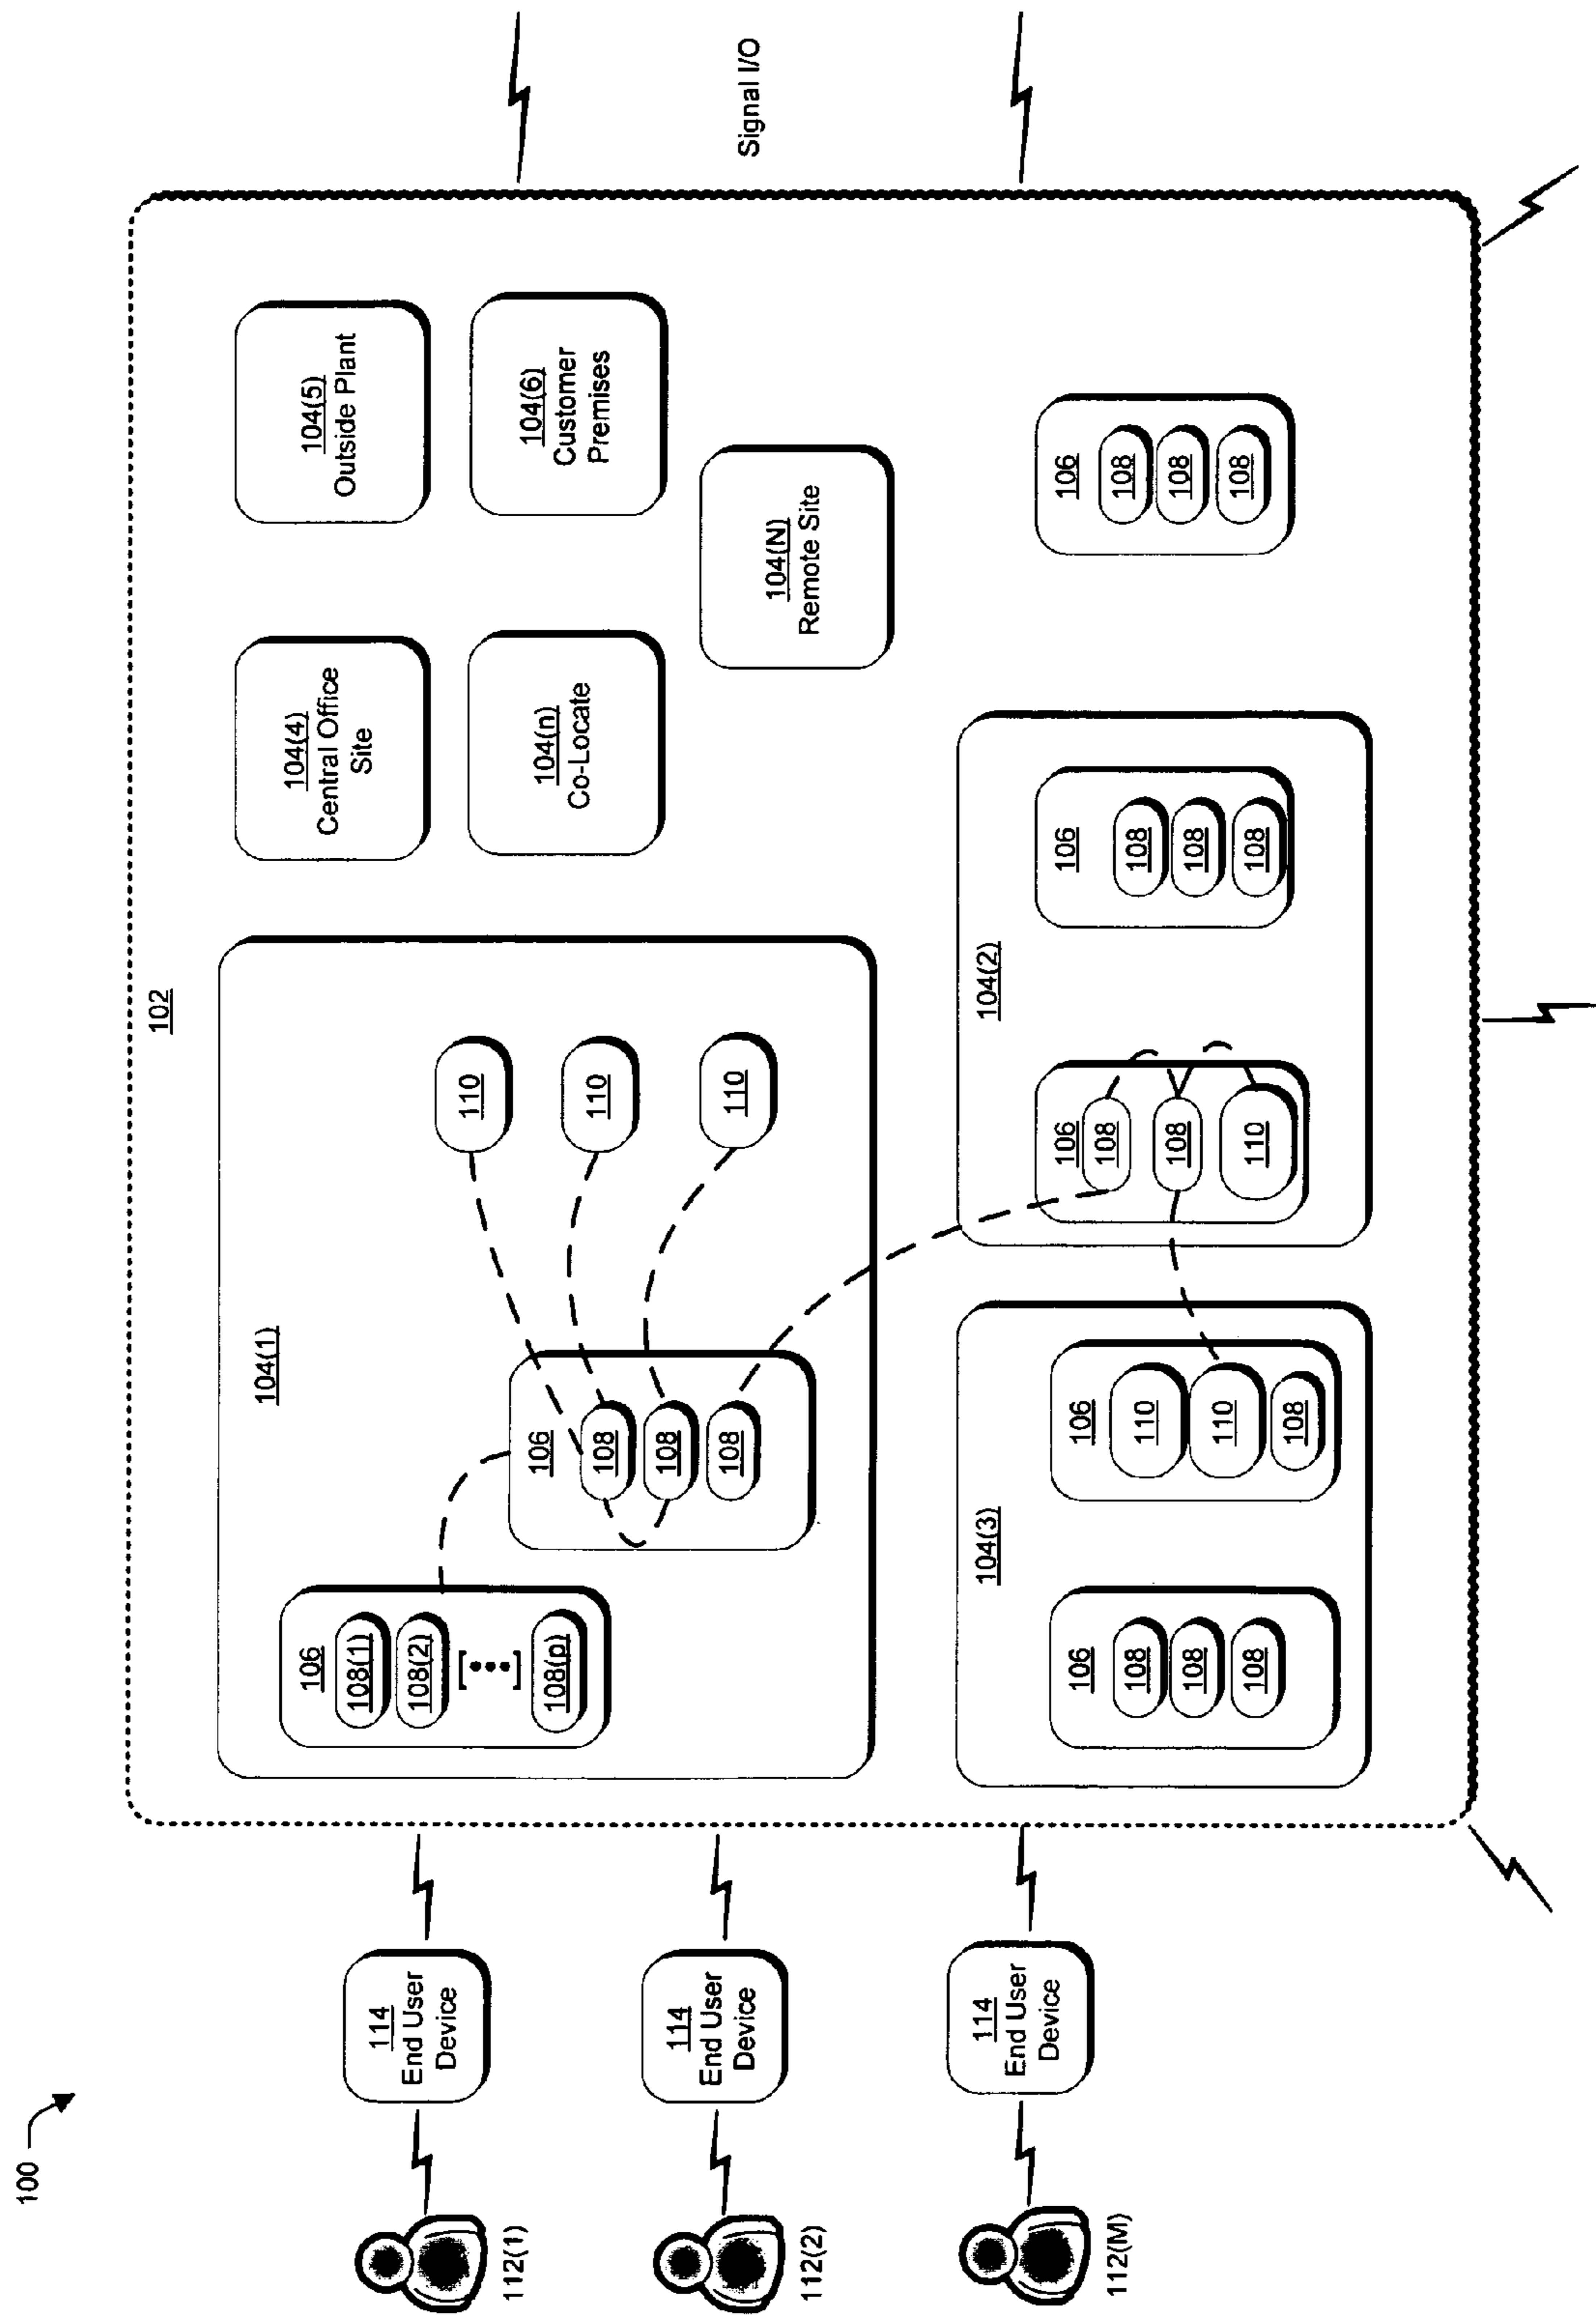 100
102
104(1)
106
108(1)
108(2)
[•••]
108(p)
106
108
108
108
110
110
110
104(4)
Central Office
Site
104(5)
Outside Plant
104(n)
Co-Locate
104(6)
Customer
Premises
104(N)
Remote Site
104(3)
106
108
108
108
106
110
110
108
104(2)
106
108
108
110
106
108
108
108
106
108
108
108
114
End User
Device
114
End User
Device
114
End User
Device
112(1)
112(2)
112(M)
Signal I/O